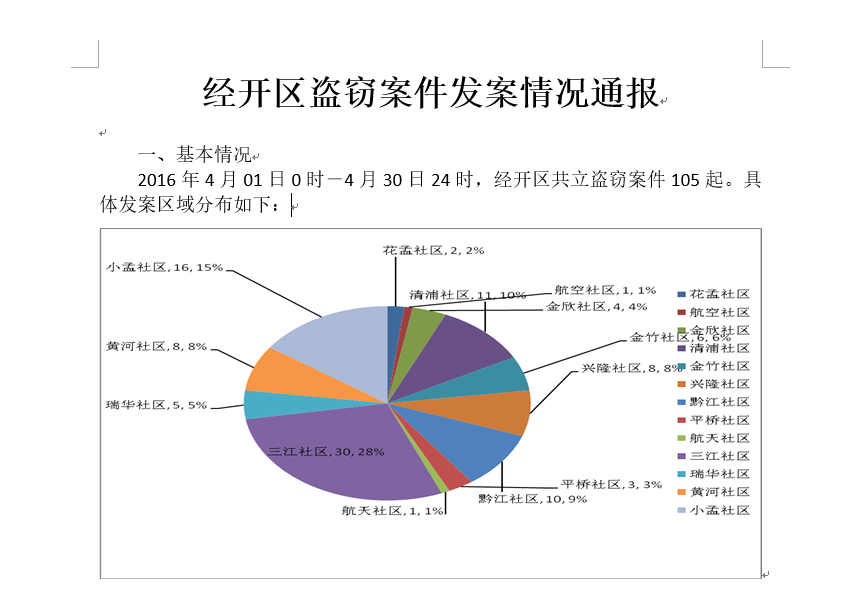 经开区盗窃案件发案情况通报
一、基本情况
2016 年 4 月 01 日 0 时－4 月 30 日 24 时，经开区共立盗窃案件 105 起。具
体发案区域分布如下：
花孟社区, 2, 2%
小孟社区, 16, 15%
清浦社区, 11, 10%
航空社区, 1, 1%
金欣社区, 4, 4%
金竹社区, 6, 6%
黄河社区, 8, 8%
兴隆社区, 8, 8%
瑞华社区, 5, 5%
三江社区, 30, 28%
平桥社区, 3, 3%
黔江社区, 10, 9%
航天社区, 1, 1%
花孟社区
航空社区
金欣社区
清浦社区
金竹社区
兴隆社区
黔江社区
平桥社区
航天社区
三江社区
瑞华社区
黄河社区
小孟社区